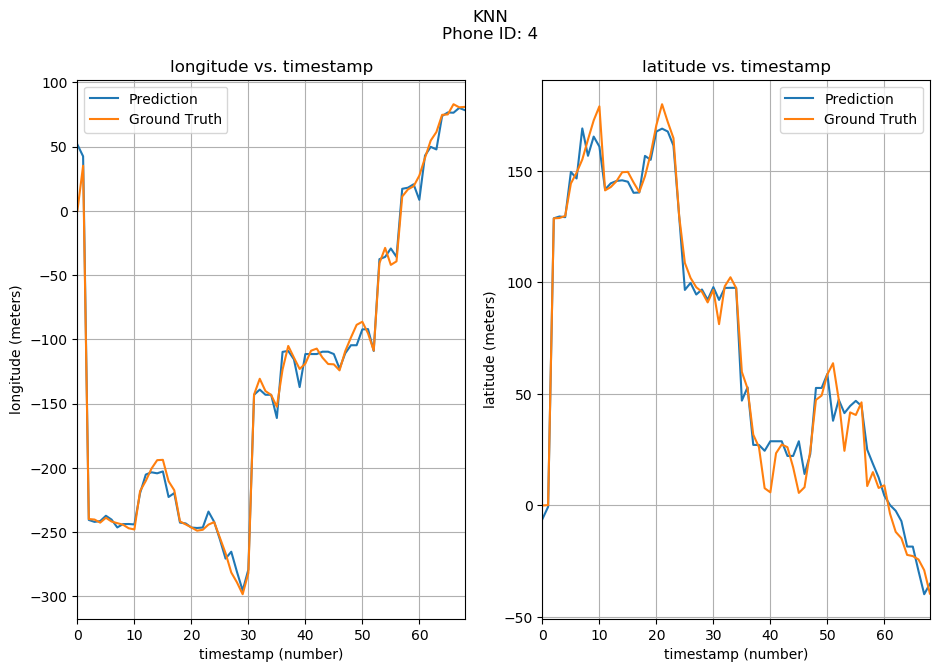 KNN
Phone ID: 4
longitude vs. timestamp
Prediction
Ground Truth
100
50
0
−50
−100
−150
−200
−250
−300
longitude (meters)
0 10 20 30 40 50 60
timestamp (number)
latitude vs. timestamp
Prediction
Ground Truth
150
100
50
0
−50
latitude (meters)
0 10 20 30 40 50 60
timestamp (number)